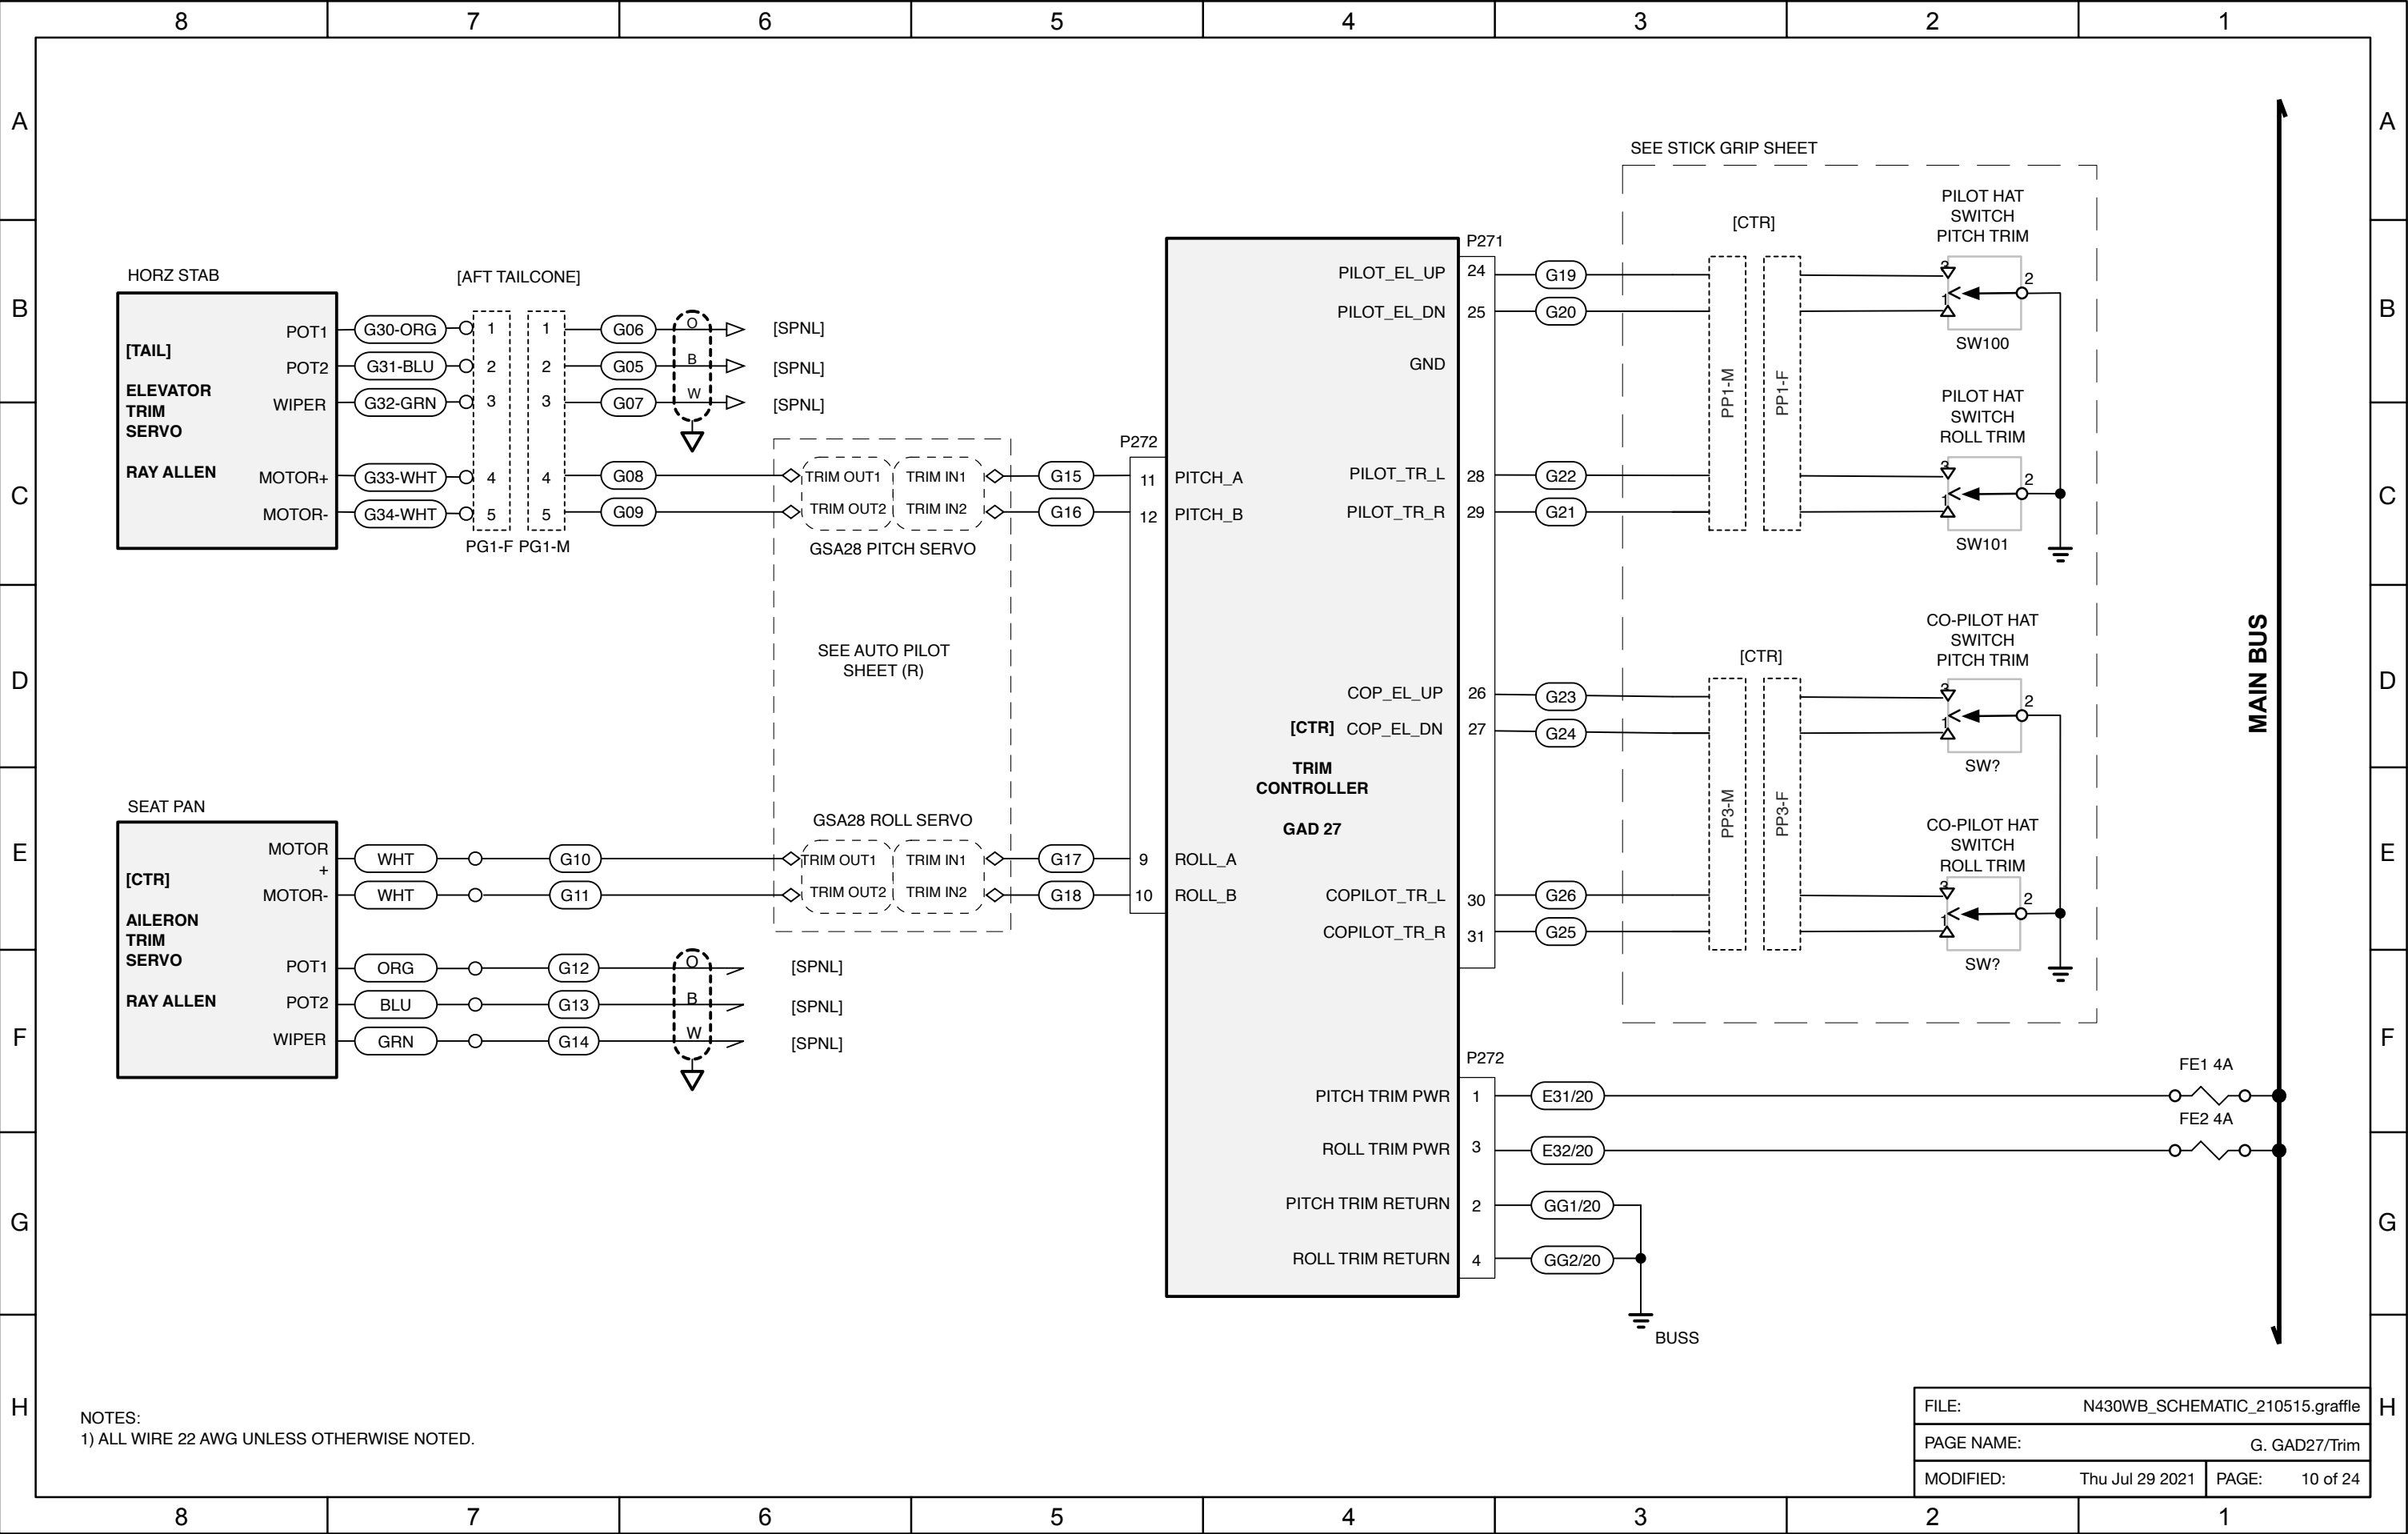 8 7 6 5 4 3 2 1
A A
B B
C C
D D
E E
F F
G G
H H
HORZ STAB
[TAIL]
ELEVATOR
TRIM
SERVO
RAY ALLEN
POT1
POT2
WIPER
MOTOR+
MOTOR-
G30-ORG
G31-BLU
G32-GRN
G33-WHT
G34-WHT
[AFT TAILCONE]
1 1
2 2
3 3
4 4
5 5
PG1-F PG1-M
G06
G05
G07
G08
G09
O
B
W
[SPNL]
[SPNL]
[SPNL]
TRIM OUT1 TRIM IN1
TRIM OUT2 TRIM IN2
GSA28 PITCH SERVO
SEE AUTO PILOT
SHEET (R)
GSA28 ROLL SERVO
TRIM OUT1 TRIM IN1
TRIM OUT2 TRIM IN2
G15
G16
G17
G18
P272
11
12
9
10
SEAT PAN
[CTR]
AILERON
TRIM
SERVO
RAY ALLEN
MOTOR
+
MOTOR-
POT1
POT2
WIPER
WHT
WHT
ORG
BLU
GRN
G10
G11
G12
G13
G14
O
B
W
[SPNL]
[SPNL]
[SPNL]
PITCH_A
PITCH_B
ROLL_A
ROLL_B
[CTR]
TRIM
CONTROLLER
GAD 27
P271
PILOT_EL_UP 24 G19
PILOT_EL_DN 25 G20
GND
PILOT_TR_L 28 G22
PILOT_TR_R 29 G21
COP_EL_UP 26 G23
COP_EL_DN 27 G24
COPILOT_TR_L 30 G26
COPILOT_TR_R 31 G25
P272
PITCH TRIM PWR 1 E31/20
ROLL TRIM PWR 3 E32/20
PITCH TRIM RETURN 2 GG1/20
ROLL TRIM RETURN 4 GG2/20
BUSS
SEE STICK GRIP SHEET
[CTR]
PP1-M
PP1-F
PILOT HAT
SWITCH
PITCH TRIM
3
1
2
SW100
PILOT HAT
SWITCH
ROLL TRIM
3
1
2
SW101
[CTR]
PP3-M
PP3-F
CO-PILOT HAT
SWITCH
PITCH TRIM
3
1
2
SW?
CO-PILOT HAT
SWITCH
ROLL TRIM
3
1
2
SW?
MAIN BUS
FE1 4A
FE2 4A
NOTES:
1) ALL WIRE 22 AWG UNLESS OTHERWISE NOTED.
FILE: N430WB_SCHEMATIC_210515.graffle
PAGE NAME: G. GAD27/Trim
MODIFIED: Thu Jul 29 2021 PAGE: 10 of 24
8 7 6 5 4 3 2 1